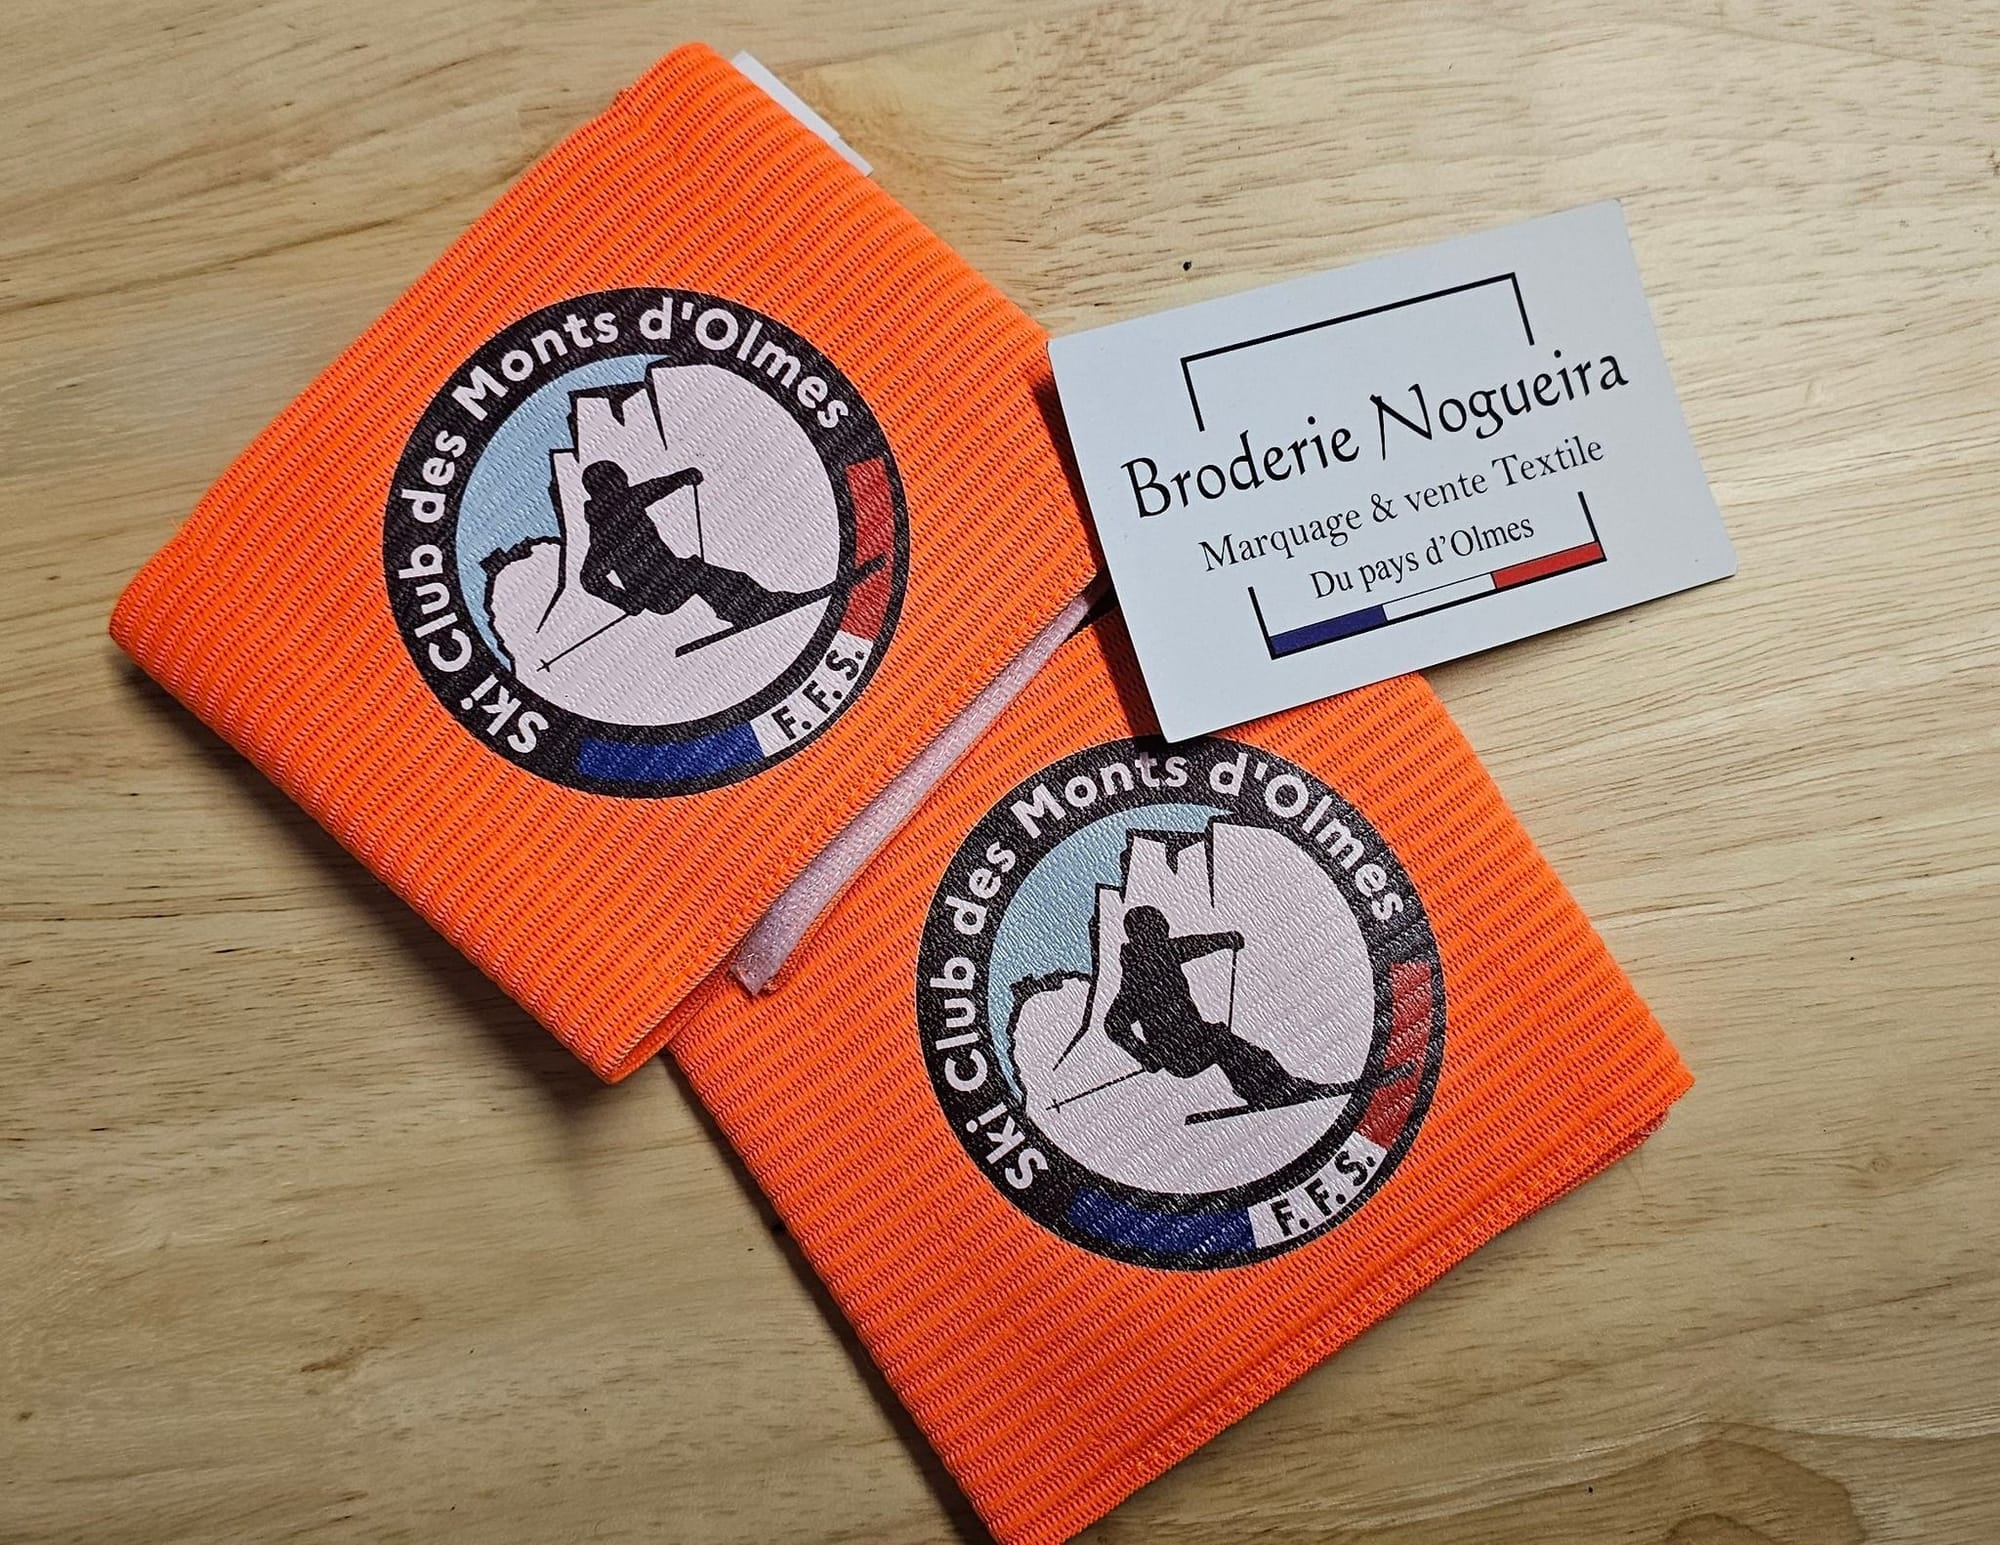 Ski Club des Monts d'Olmes
F. F. S.
Broderie Nogueira
Marquage & vente Textile
Du pays d'Olmes
Ski Club des Monts d'Olmes
F. F. S.